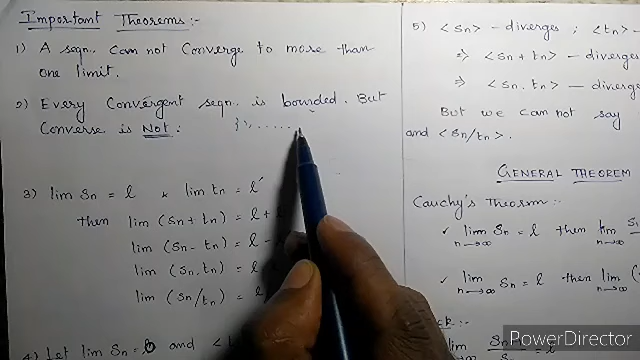 Important Theorems:-
1) A seqn. can not Converge to more than
one limit.
2) Every Convergent seqn. is bounded. But
Converse is Not.
3) lim Sn = l * lim tn = l′
then lim (Sn + tn) = l +
lim (Sn - tn) = l -
lim (Sn. tn) = l
lim (Sn/tn) = l
4) Let lim Sn = 0 and <
5) <Sn> - diverges ; <tn> -
⇒ <Sn + tn> - diverge
⇒ <Sn . tn> - diverge
But we can not say
and <Sn/tn>.
GENERAL THEOREM
Cauchy's Theorem:-
✓ lim n→∞ Sn = l then lim n→∞ S1
✓ lim n→∞ Sn = l then lim n→∞ (
lim Sn = l
PowerDirector